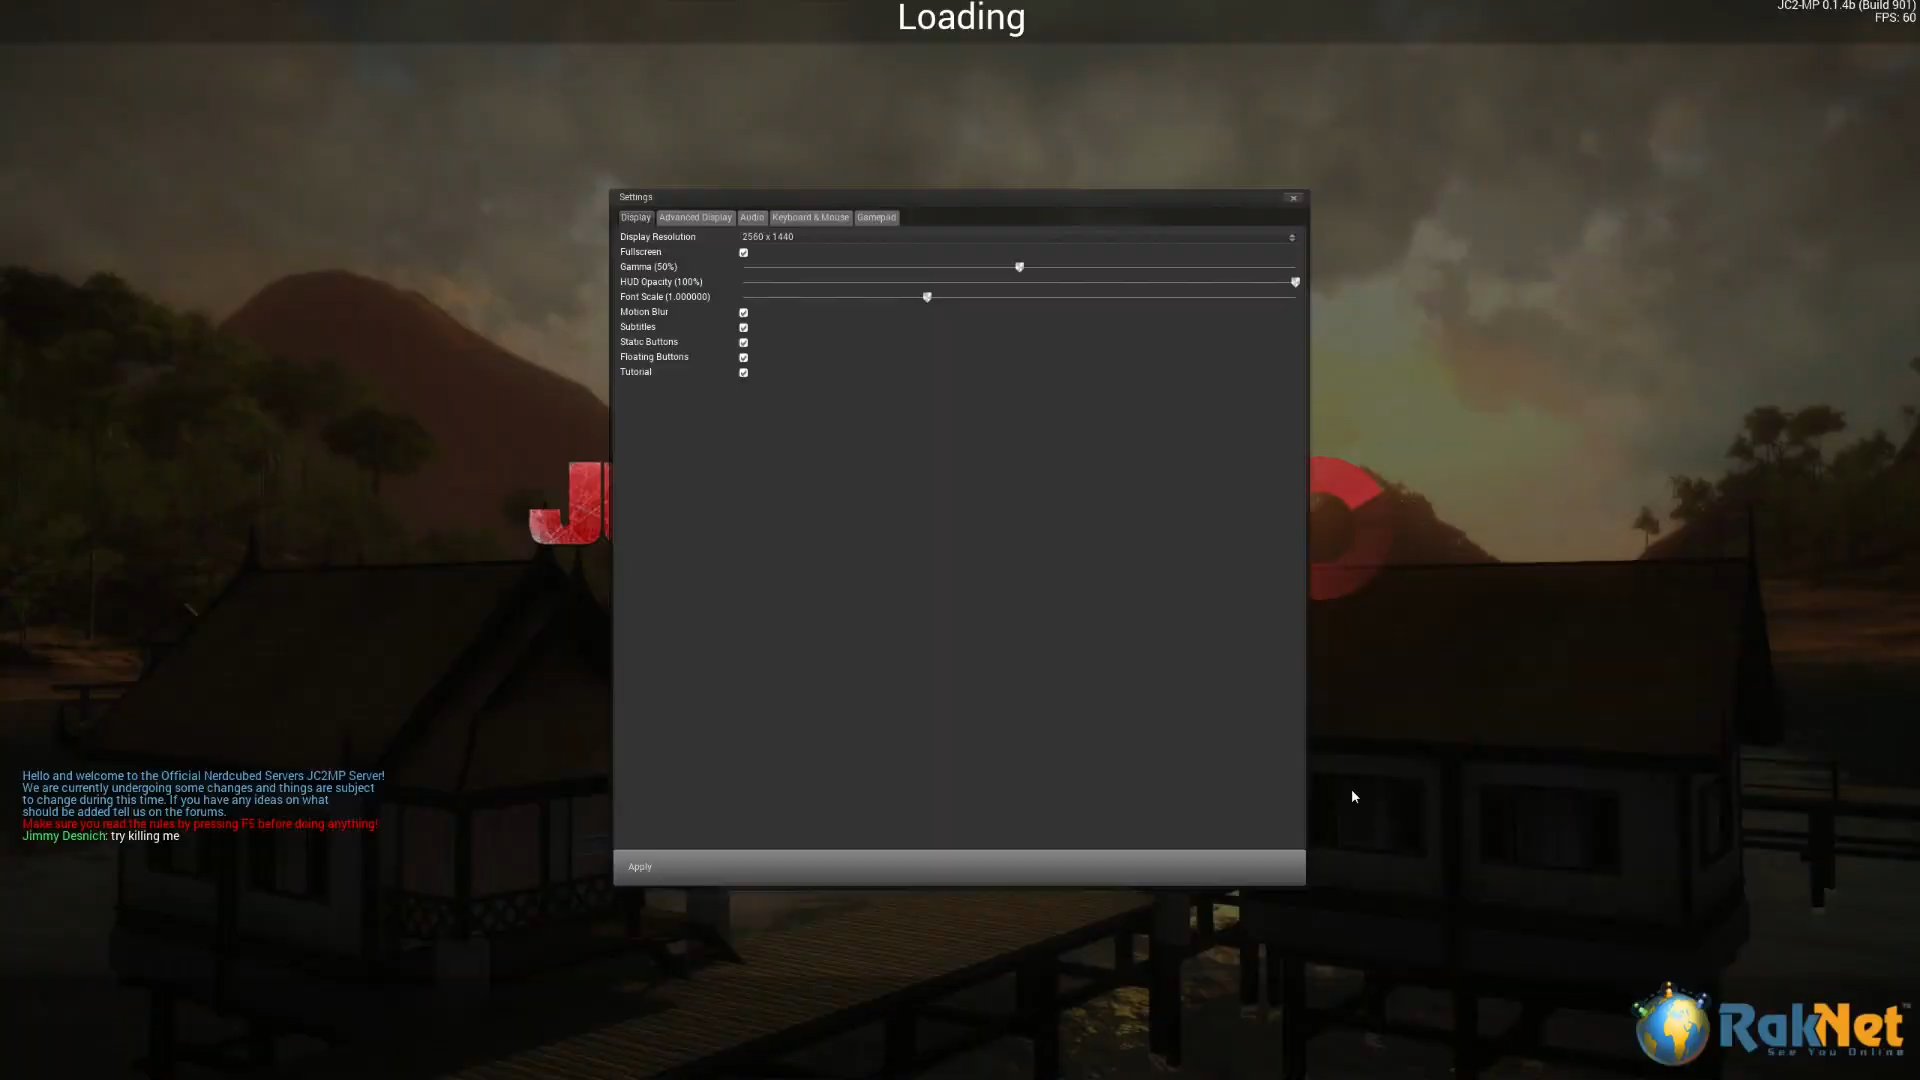 Loading
JC2-MP 0.1.4b (Build 901)
FPS: 60
Settings
Display
Advanced Display
Audio
Keyboard & Mouse
Gamepad
Display Resolution
2560 x 1440
Fullscreen
Gamma (50%)
HUD Opacity (100%)
Font Scale (1.000000)
Motion Blur
Subtitles
Static Buttons
Floating Buttons
Tutorial
Apply
Hello and welcome to the Official Nerdcubed Servers JC2MP Server!
We are currently undergoing some changes and things are subject
to change during this time. If you have any ideas on what
should be added tell us on the forums.
Make sure you read the rules by pressing F5 before doing anything!
Jimmy Desnich: try killing me
RakNet™
See You Online